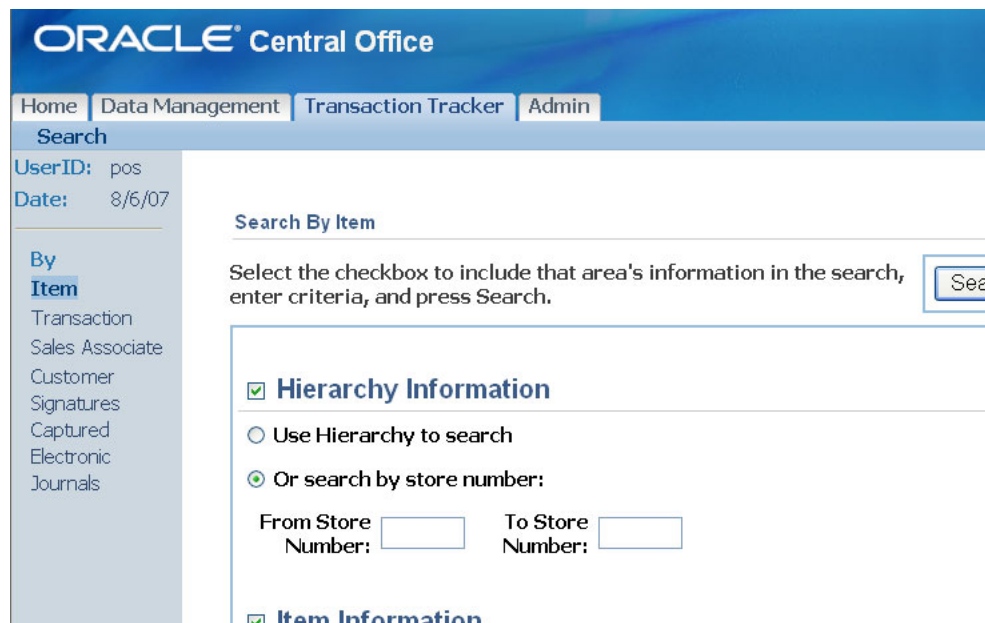 ORACLE Central Office
Home Data Management Transaction Tracker Admin
Search
UserID: pos
Date: 8/6/07
By
Item
Transaction
Sales Associate
Customer
Signatures
Captured
Electronic
Journals
Search By Item
Select the checkbox to include that area's information in the search,
enter criteria, and press Search.
Sea
Hierarchy Information
Use Hierarchy to search
Or search by store number:
From Store
Number:
To Store
Number:
Item Information